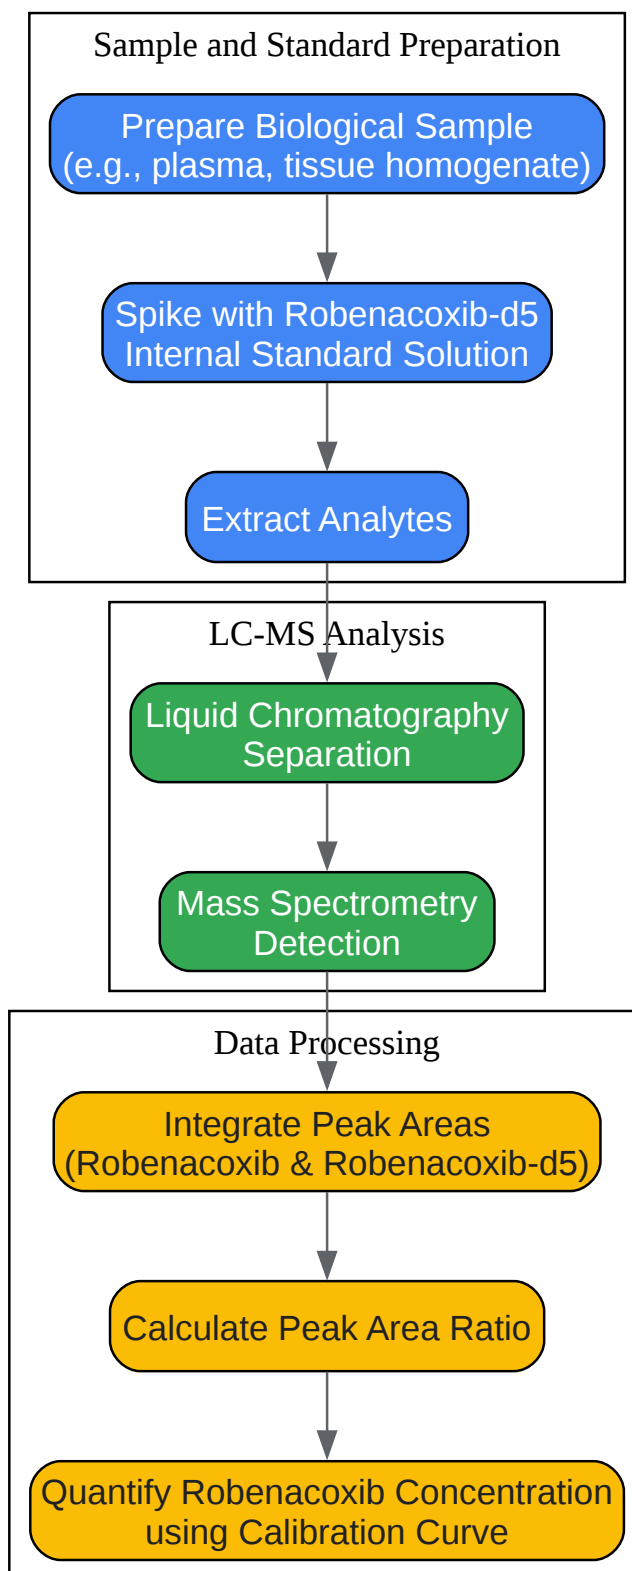 Sample and Standard Preparation
Prepare Biological Sample
(e.g., plasma, tissue homogenate)
Spike with Robenacoxib-d5
Internal Standard Solution
Extract Analytes
LC-MS Analysis
Liquid Chromatography
Separation
Mass Spectrometry
Detection
Data Processing
Integrate Peak Areas
(Robenacoxib & Robenacoxib-d5)
Calculate Peak Area Ratio
Quantify Robenacoxib Concentration
using Calibration Curve